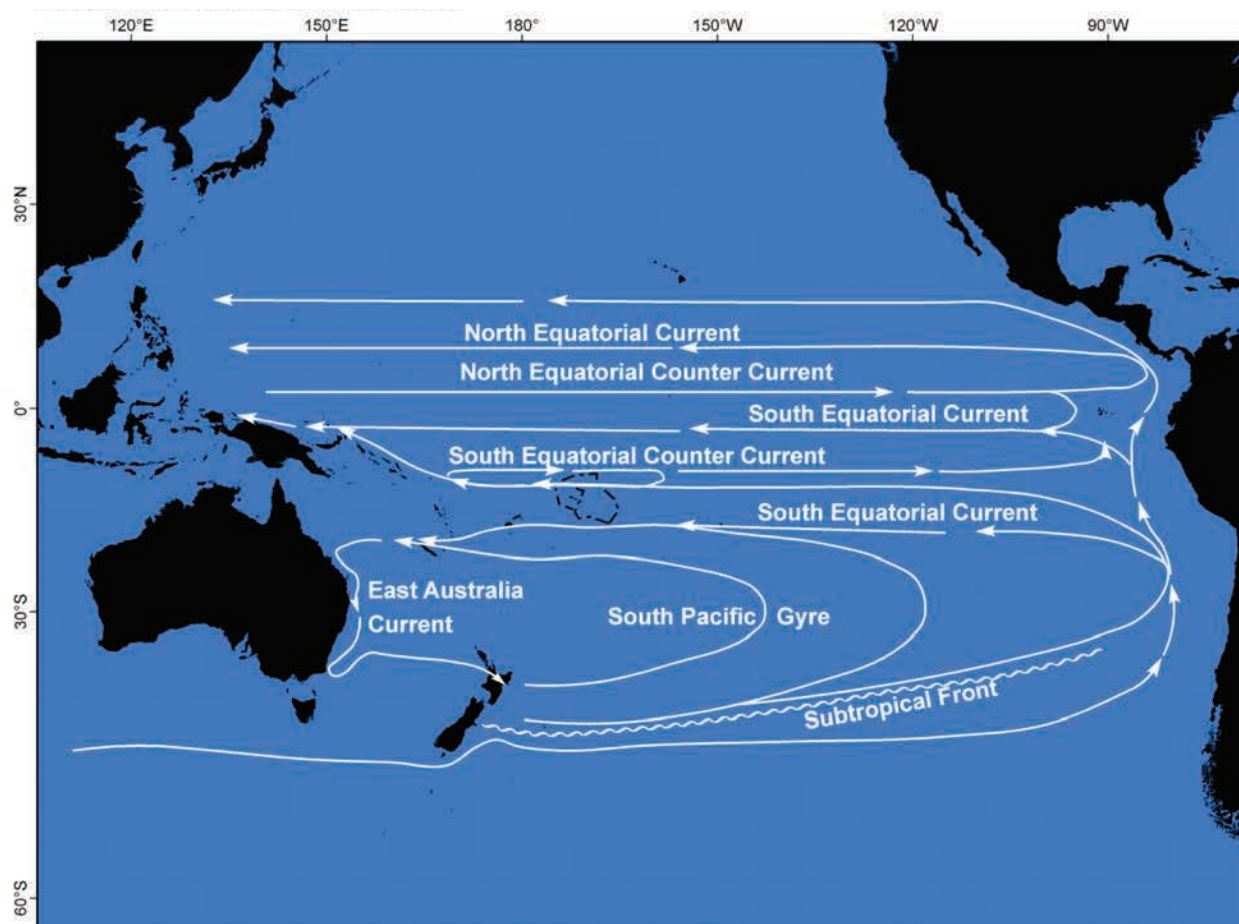 120°E 150°E 180° 150°W 120°W 90°W
30°N
North Equatorial Current
North Equatorial Counter Current
0°
South Equatorial Current
South Equatorial Counter Current
South Equatorial Current
East Australia
Current
30°S
South Pacific Gyre
Subtropical Front
60°S